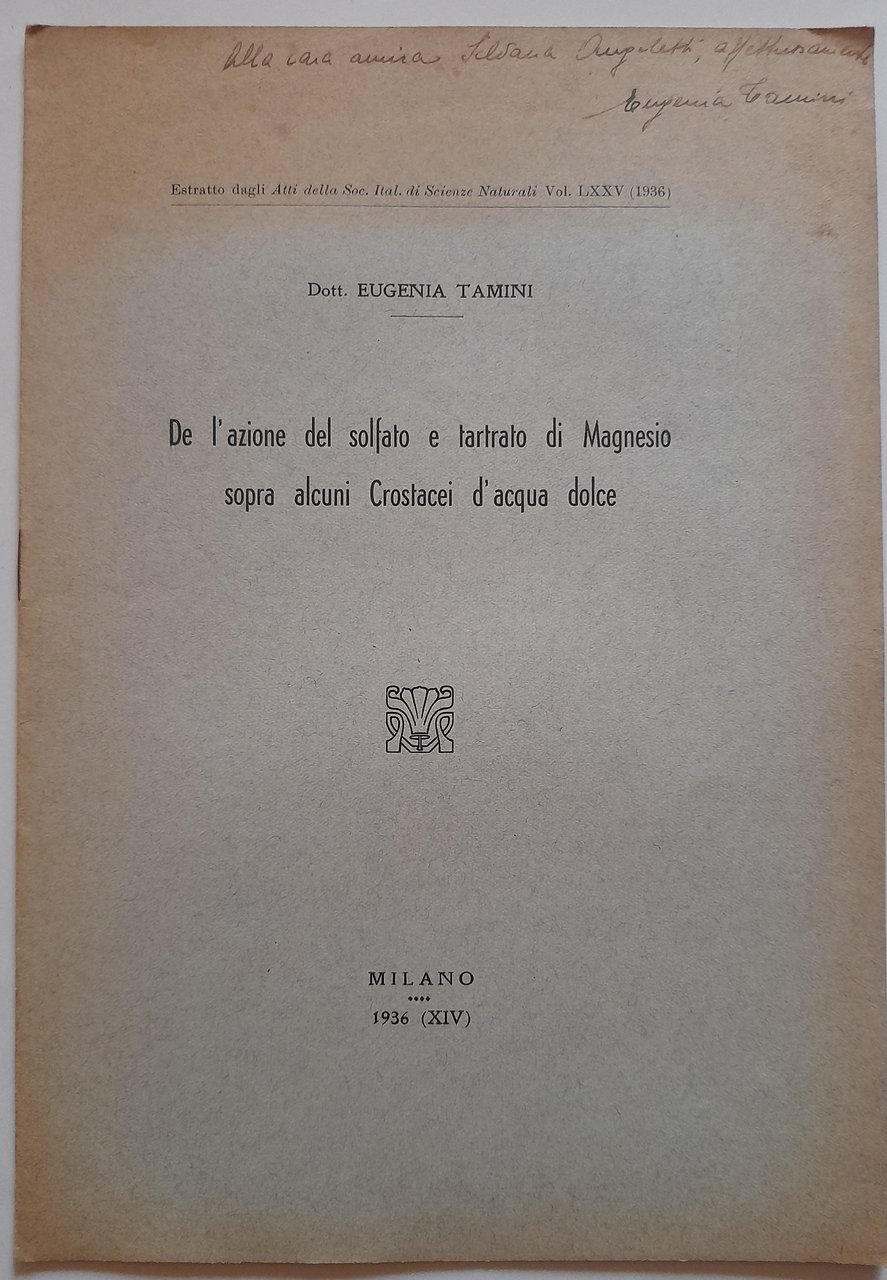 Alla cara amica Silvana Angeletti, affettuosamente
Eugenia Tamini
Estratto dagli Atti della Soc. Ital. di Scienze Naturali Vol. LXXV (1936)
Dott. EUGENIA TAMINI
De l'azione del solfato e tartrato di Magnesio
sopra alcuni Crostacei d'acqua dolce
MILANO
1936 (XIV)